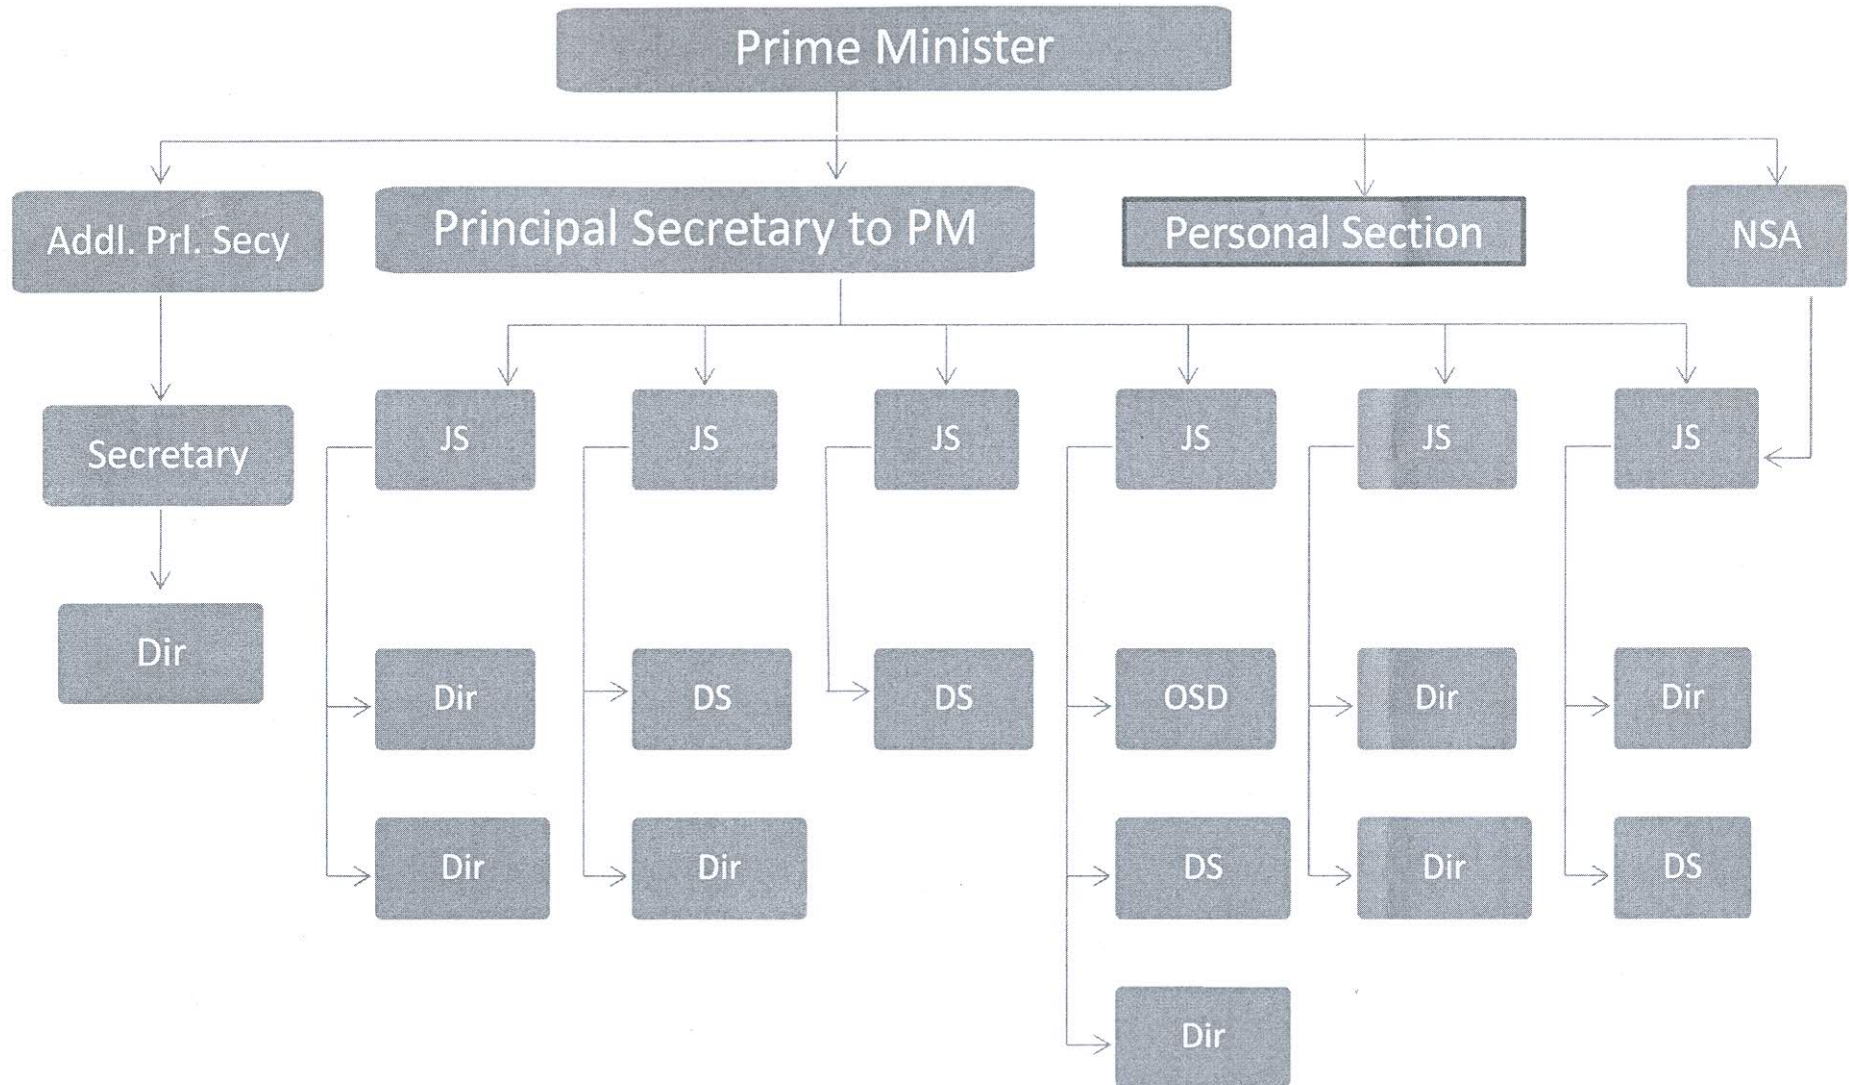 Prime Minister
Addl. Prl. Secy
Principal Secretary to PM
Personal Section
NSA
Secretary
JS
JS
JS
JS
JS
JS
Dir
Dir
DS
DS
OSD
Dir
Dir
Dir
Dir
DS
Dir
DS
Dir